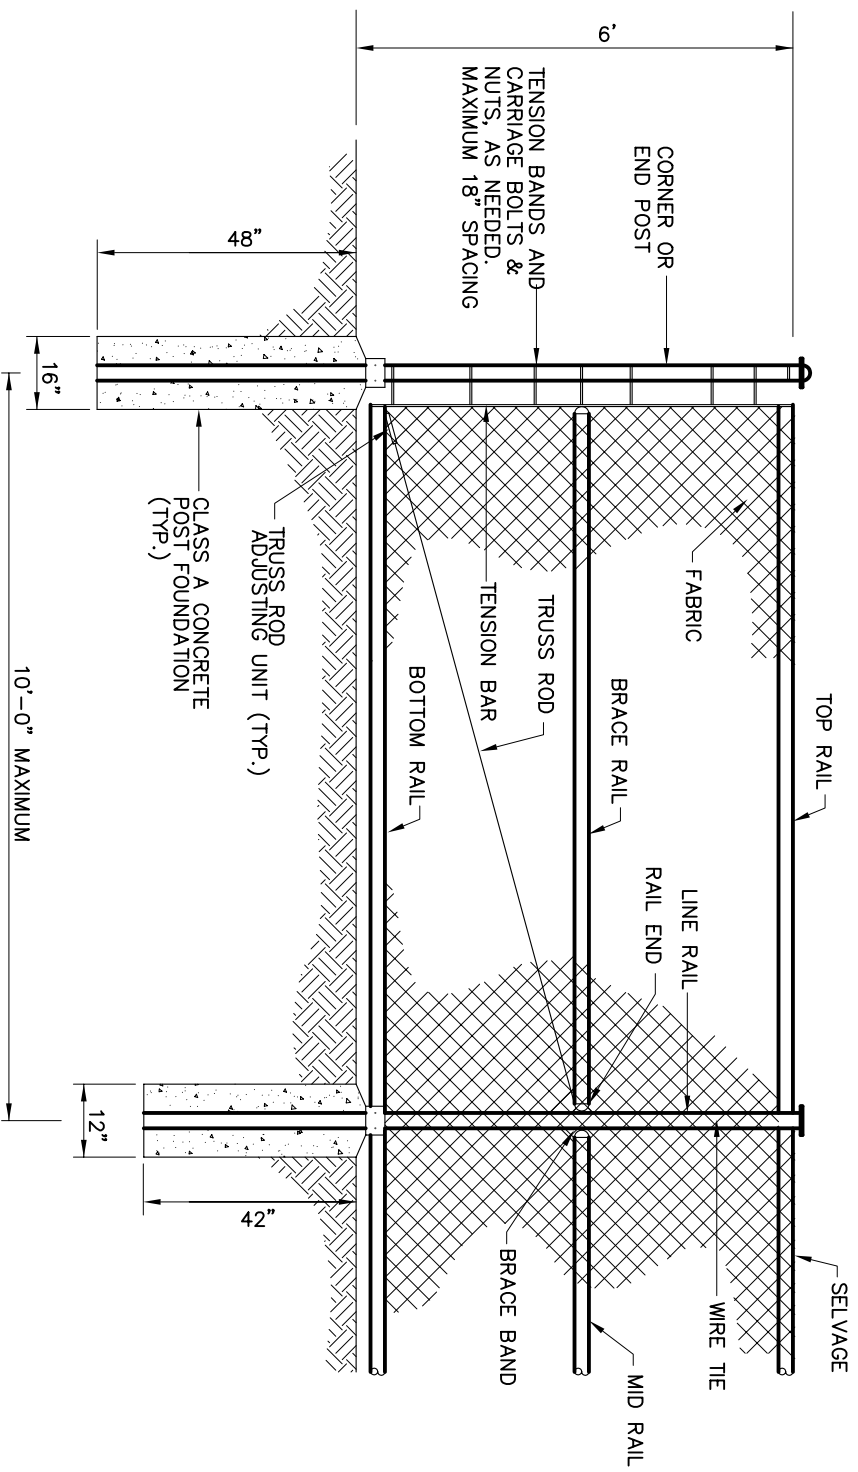 6'
TENSION BANDS AND
CARRIAGE BOLTS &
NUTS, AS NEEDED.
MAXIMUM 18" SPACING
CORNER OR
END POST
48"
16"
CLASS A CONCRETE
POST FOUNDATION
(TYP.)
TRUSS ROD
ADJUSTING UNIT (TYP.)
10'-0" MAXIMUM
FABRIC
TENSION BAR
TRUSS ROD
BOTTOM RAIL
BRACE RAIL
TOP RAIL
RAIL END
LINE RAIL
12"
42"
BRACE BAND
WIRE TIE
MID RAIL
SELVAGE